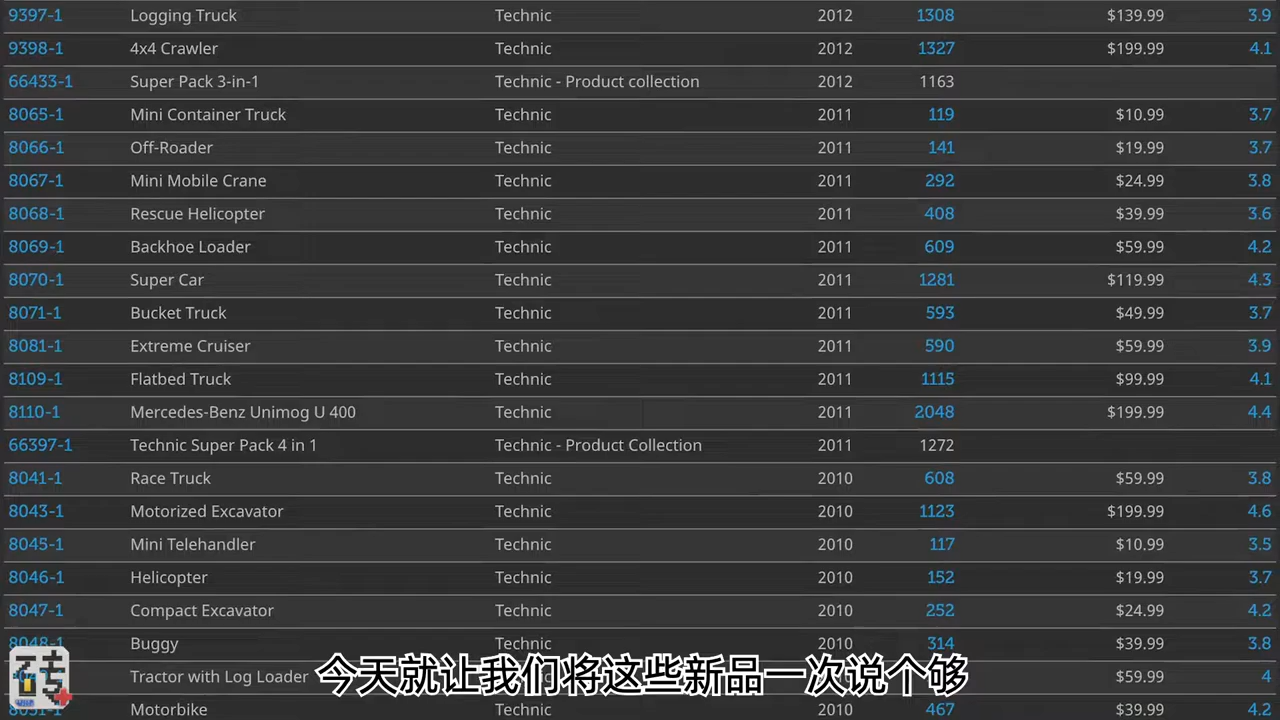 9397-1 Logging Truck Technic 2012 1308 $139.99 3.9
9398-1 4x4 Crawler Technic 2012 1327 $199.99 4.1
66433-1 Super Pack 3-in-1 Technic - Product collection 2012 1163
8065-1 Mini Container Truck Technic 2011 119 $10.99 3.7
8066-1 Off-Roader Technic 2011 141 $19.99 3.7
8067-1 Mini Mobile Crane Technic 2011 292 $24.99 3.8
8068-1 Rescue Helicopter Technic 2011 408 $39.99 3.6
8069-1 Backhoe Loader Technic 2011 609 $59.99 4.2
8070-1 Super Car Technic 2011 1281 $119.99 4.3
8071-1 Bucket Truck Technic 2011 593 $49.99 3.7
8081-1 Extreme Cruiser Technic 2011 590 $59.99 3.9
8109-1 Flatbed Truck Technic 2011 1115 $99.99 4.1
8110-1 Mercedes-Benz Unimog U 400 Technic 2011 2048 $199.99 4.4
66397-1 Technic Super Pack 4 in 1 Technic - Product Collection 2011 1272
8041-1 Race Truck Technic 2010 608 $59.99 3.8
8043-1 Motorized Excavator Technic 2010 1123 $199.99 4.6
8045-1 Mini Telehandler Technic 2010 117 $10.99 3.5
8046-1 Helicopter Technic 2010 152 $19.99 3.7
8047-1 Compact Excavator Technic 2010 252 $24.99 4.2
8048-1 Buggy Technic 2010 314 $39.99 3.8
Tractor with Log Loader $59.99 4
今天就让我们将这些新品一次说个够
8051-1 Motorbike Technic 2010 467 $39.99 4.2